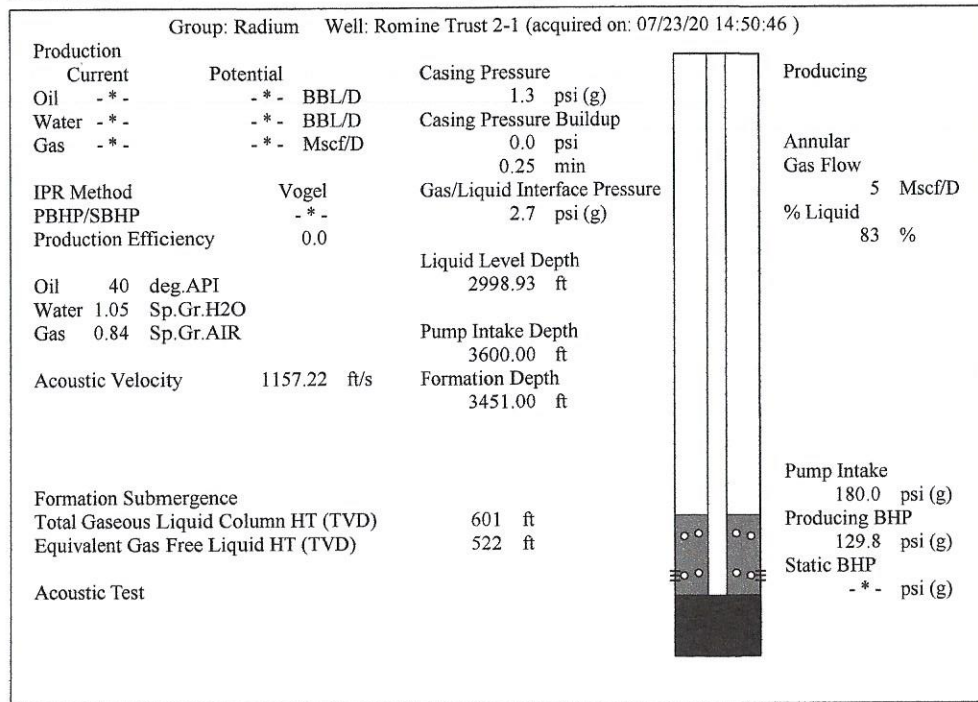 Group: Radium Well: Romine Trust 2-1 (acquired on: 07/23/20 14:50:46 )
Production
Current Potential
Oil - * - - * - BBL/D
Water - * - - * - BBL/D
Gas - * - - * - Mscf/D
IPR Method Vogel
PBHP/SBHP - * -
Production Efficiency 0.0
Oil 40 deg.API
Water 1.05 Sp.Gr.H2O
Gas 0.84 Sp.Gr.AIR
Acoustic Velocity 1157.22 ft/s
Casing Pressure
1.3 psi (g)
Casing Pressure Buildup
0.0 psi
0.25 min
Gas/Liquid Interface Pressure
2.7 psi (g)
Liquid Level Depth
2998.93 ft
Pump Intake Depth
3600.00 ft
Formation Depth
3451.00 ft
Formation Submergence
Total Gaseous Liquid Column HT (TVD) 601 ft
Equivalent Gas Free Liquid HT (TVD) 522 ft
Acoustic Test
Producing
Annular
Gas Flow
5 Mscf/D
% Liquid
83 %
Pump Intake
180.0 psi (g)
Producing BHP
129.8 psi (g)
Static BHP
- * - psi (g)